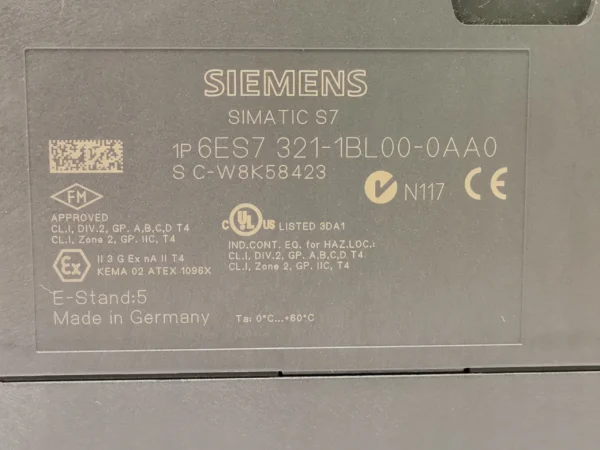 SIEMENS
SIMATIC S7
1P 6ES7 321-1BL00-0AA0
S C-W8K58423
N117 CE
FM
APPROVED
CL.I, DIV.2, GP. A,B,C,D T4
CL.I, Zone 2, GP. IIC, T4
c UL US LISTED 3DA1
IND.CONT. EQ. for HAZ.LOC.:
CL.I, DIV.2, GP. A,B,C,D T4
CL.I, Zone 2, GP. IIC, T4
Ex II 3 G Ex nA II T4
KEMA 02 ATEX 1096X
E-Stand:5
Made in Germany
Ta: 0°C...+60°C